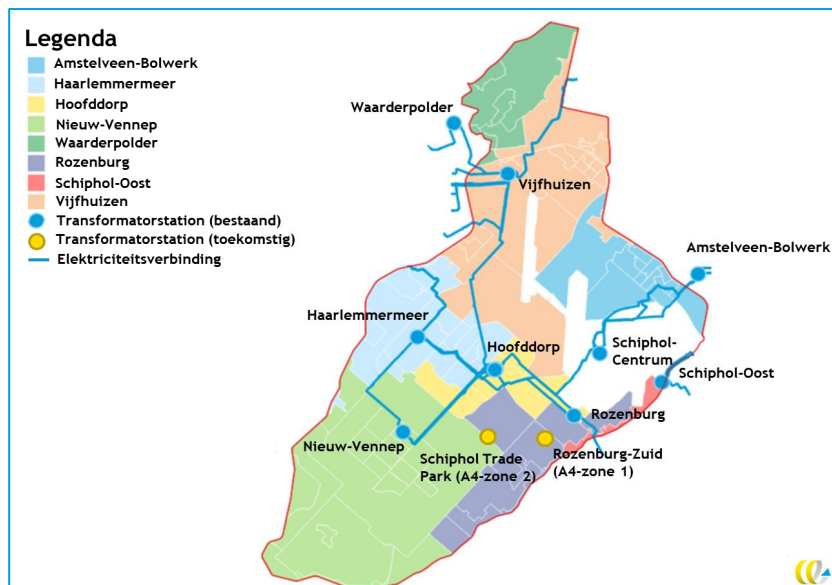 Legenda
Amstelveen-Bolwerk
Haarlemmermeer
Hoofddorp
Nieuw-Vennep
Waarderpolder
Rozenburg
Schiphol-Oost
Vijfhuizen
Transformatorstation (bestaand)
Transformatorstation (toekomstig)
Elektriciteitsverbinding
Waarderpolder
Vijfhuizen
Amstelveen-Bolwerk
Haarlemmermeer
Hoofddorp
Schiphol-
Centrum
Schiphol-Oost
Rozenburg
Nieuw-Vennep
Schiphol Trade
Park (A4-zone 2)
Rozenburg-Zuid
(A4-zone 1)